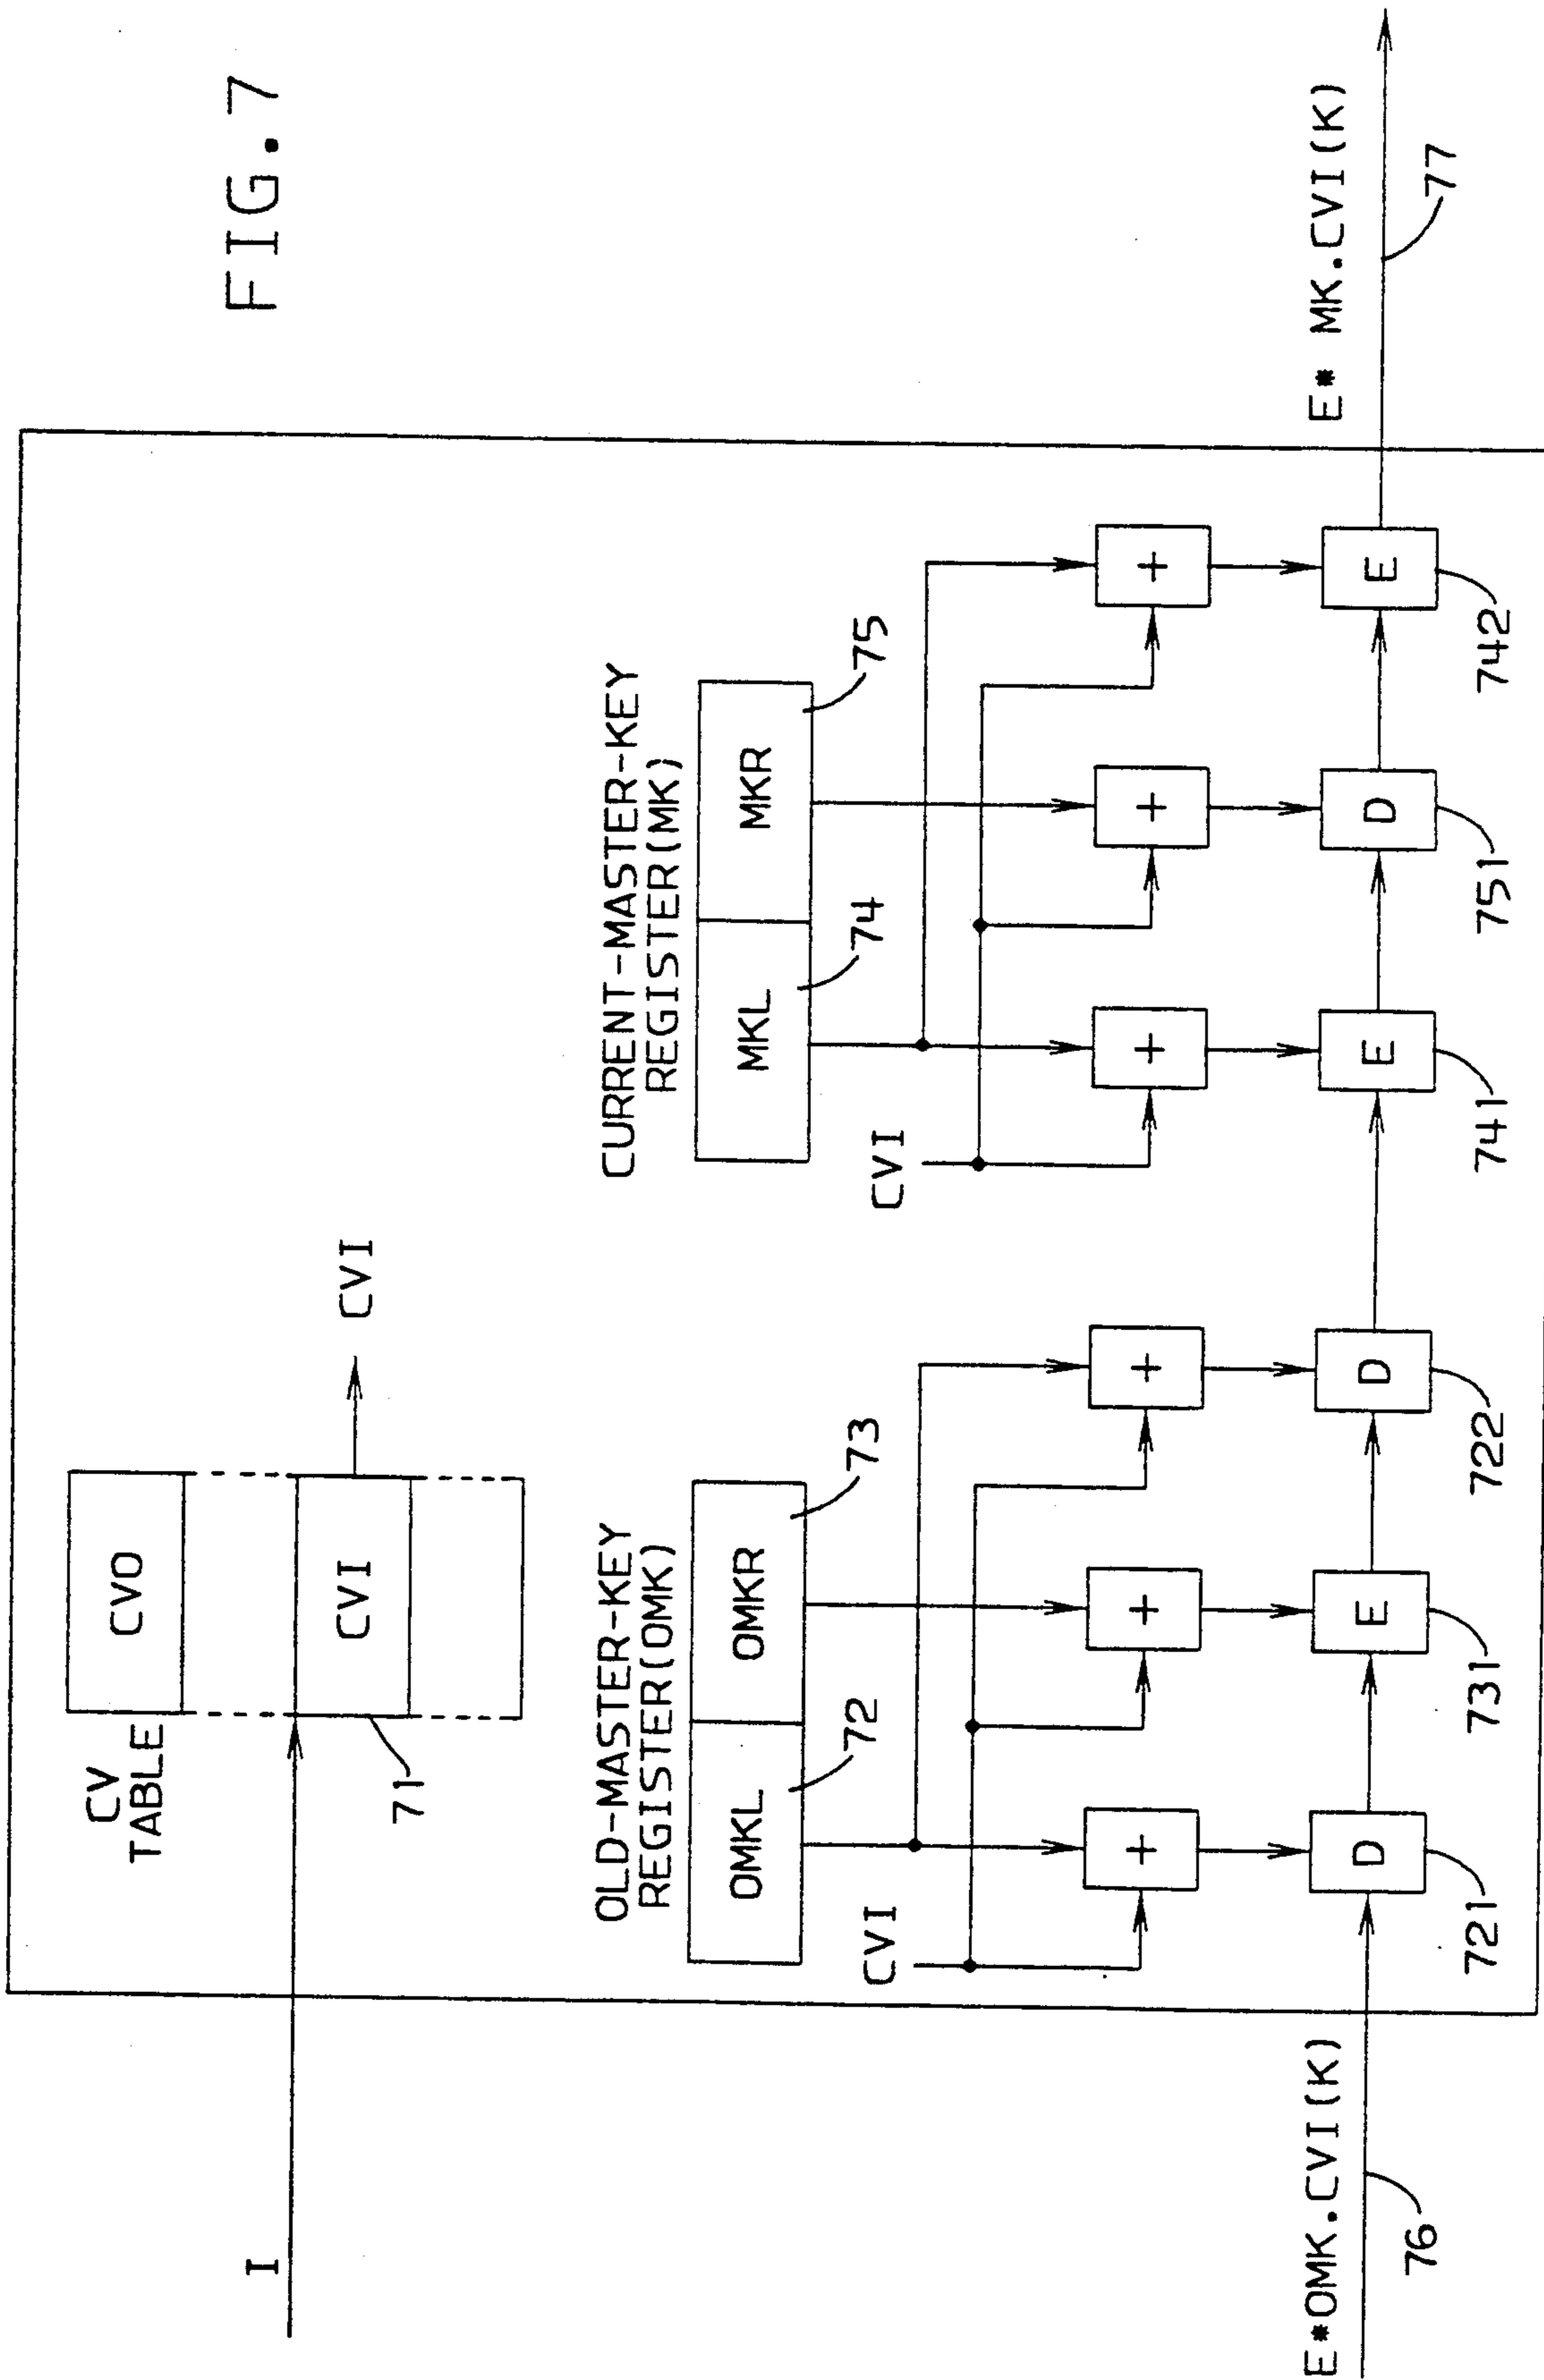 FIG.7
I
CV
TABLE
CV0
CVI
CVI
71
OLD-MASTER-KEY
REGISTER(OMK)
OMKL
OMKR
72
73
CURRENT-MASTER-KEY
REGISTER(MK)
MKL
MKR
74
75
CVI
CVI
+
+
+
+
+
+
E*OMK.CVI(K)
D
E
D
E
D
E
E* MK.CVI(K)
76
721
731
722
741
751
742
77